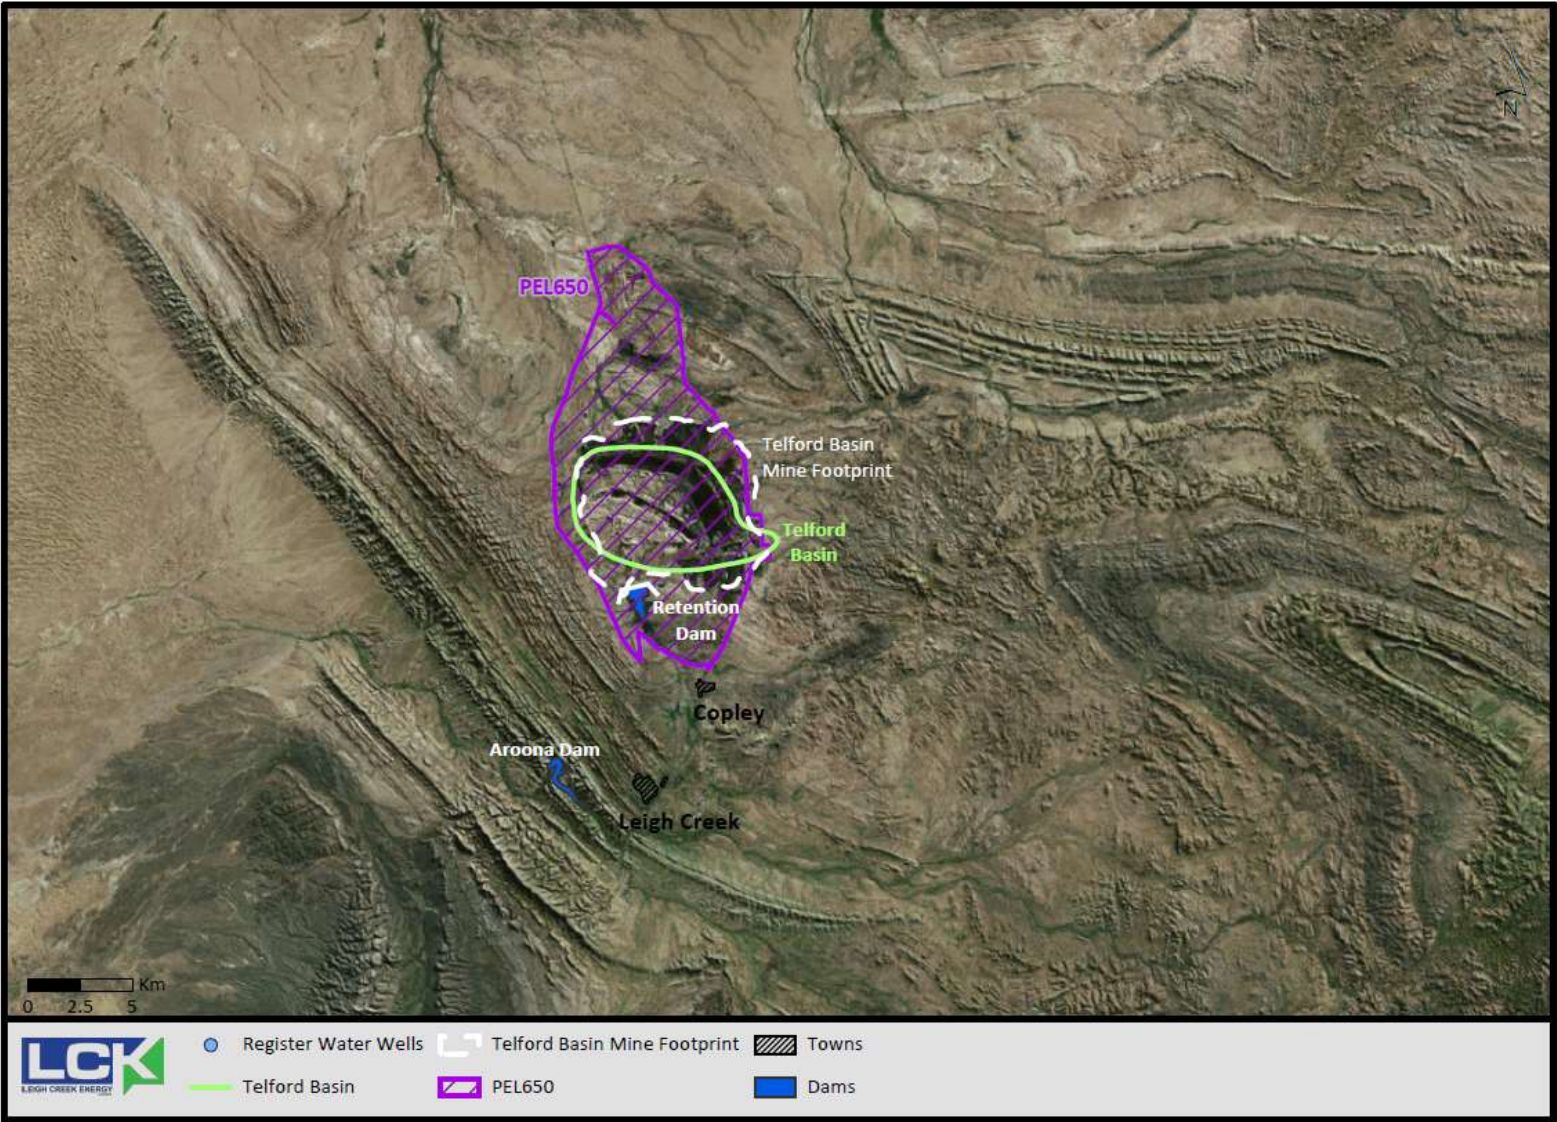 N
PEL650
Telford Basin
Mine Footprint
Telford
Basin
Retention
Dam
Copley
Aroona Dam
Leigh Creek
Km
0 2.5 5
LCK
LEIGH CREEK ENERGY
Register Water Wells
Telford Basin Mine Footprint
Towns
Telford Basin
PEL650
Dams